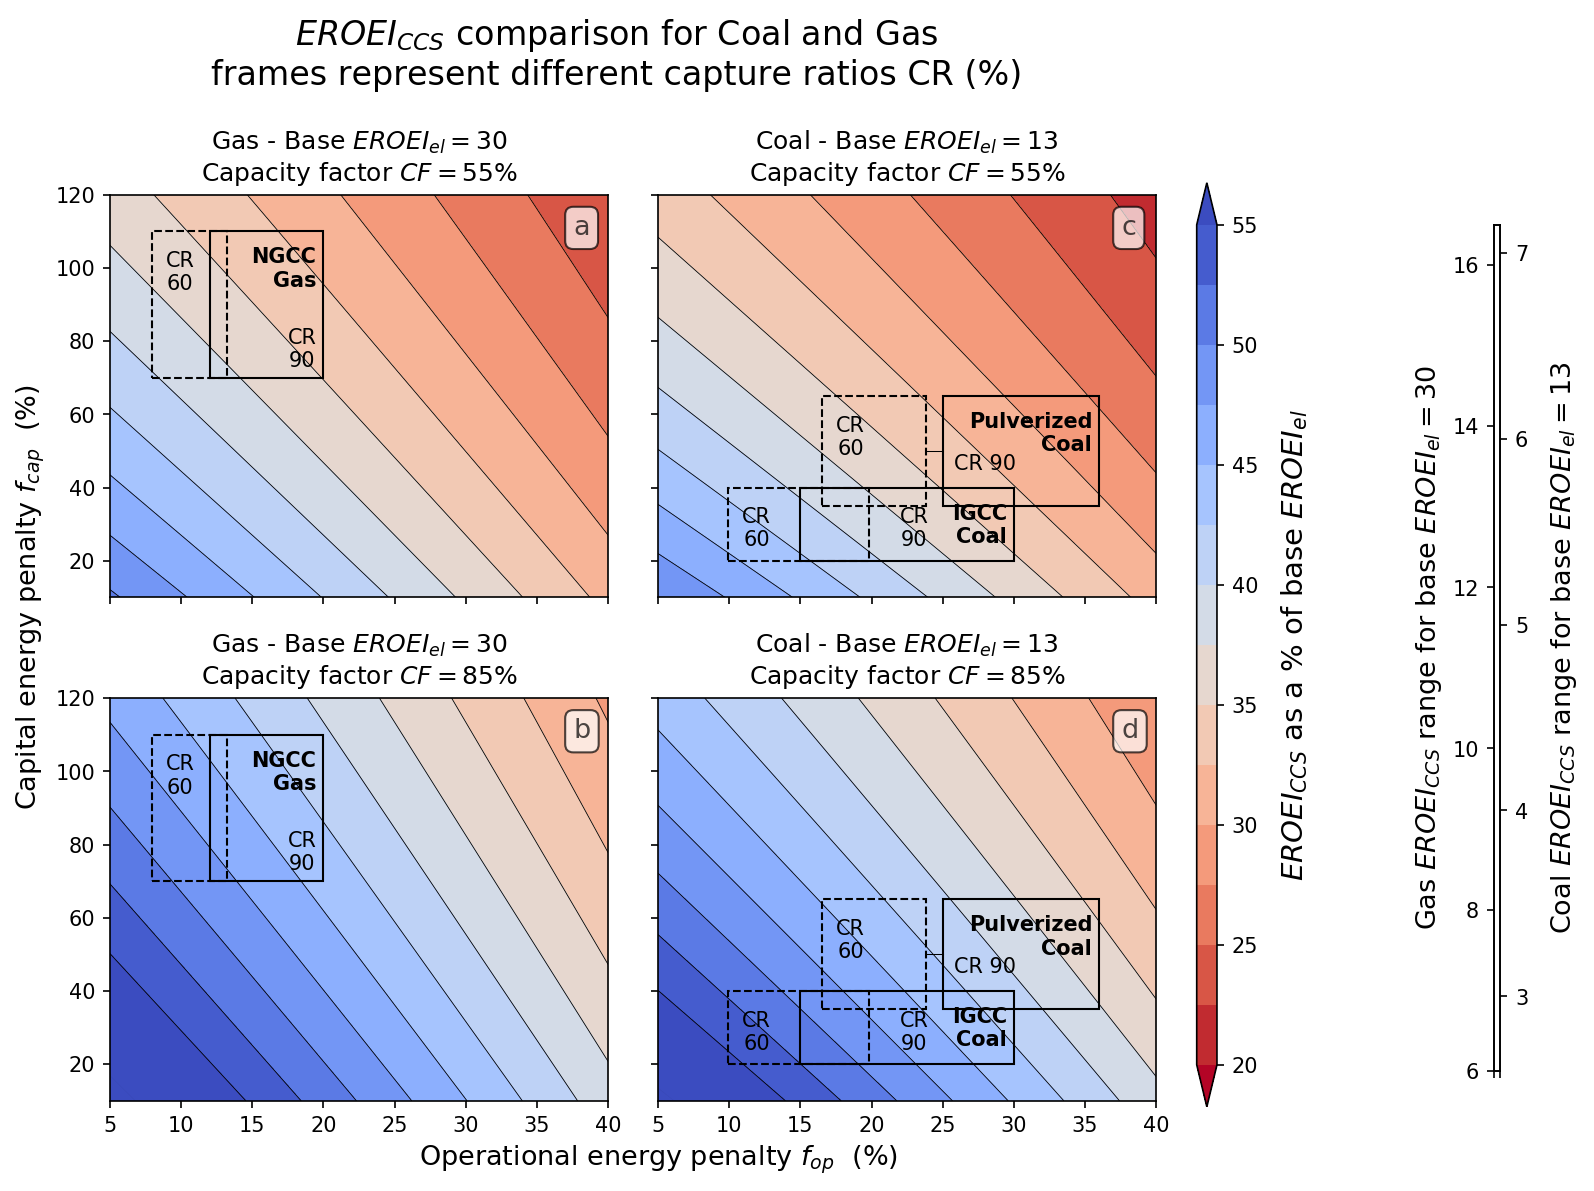 EROEI_CCS comparison for Coal and Gas
frames represent different capture ratios CR (%)
Gas - Base EROEI_el = 30
Capacity factor CF = 55%
Coal - Base EROEI_el = 13
Capacity factor CF = 55%
120
100
80
60
40
20
a
CR
60
NGCC
Gas
CR
90
c
CR
60
Pulverized
Coal
CR 90
CR
60
CR
90
IGCC
Coal
Gas - Base EROEI_el = 30
Capacity factor CF = 85%
Coal - Base EROEI_el = 13
Capacity factor CF = 85%
120
100
80
60
40
20
b
CR
60
NGCC
Gas
CR
90
d
CR
60
Pulverized
Coal
CR 90
CR
60
CR
90
IGCC
Coal
5 10 15 20 25 30 35 40
5 10 15 20 25 30 35 40
Capital energy penalty f_cap (%)
Operational energy penalty f_op (%)
55
50
45
40
35
30
25
20
EROEI_CCS as a % of base EROEI_el
Gas EROEI_CCS range for base EROEI_el = 30
16
14
12
10
8
6
7
6
5
4
3
Coal EROEI_CCS range for base EROEI_el = 13